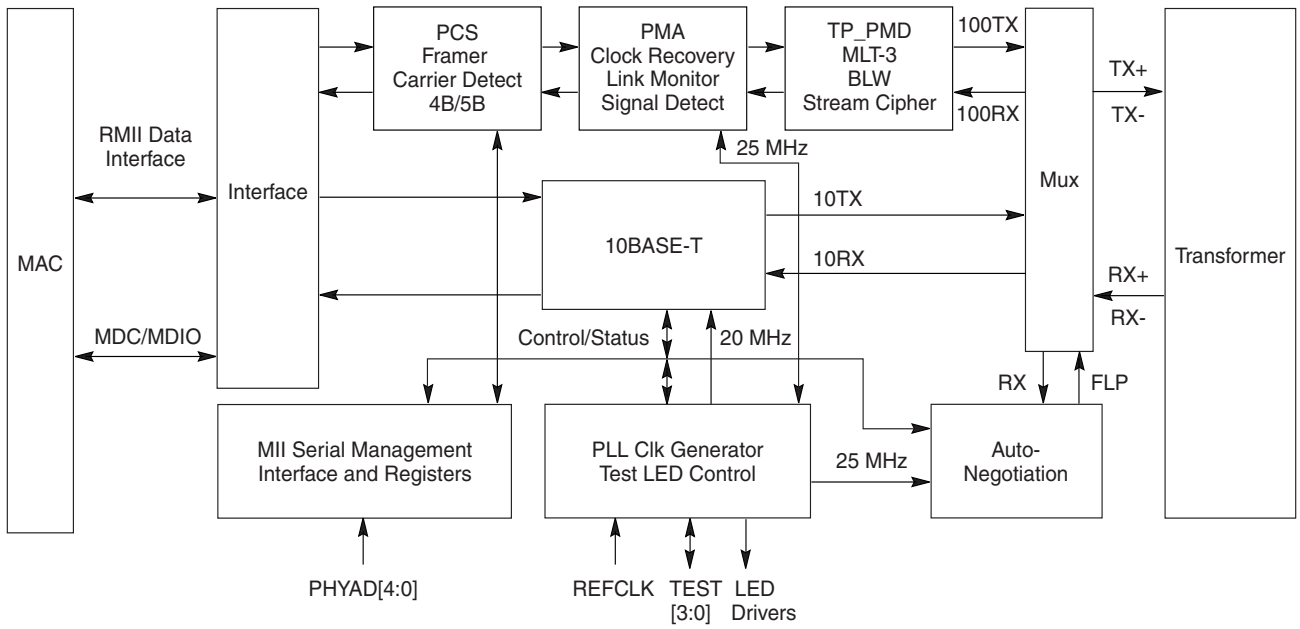 PCS
Framer
Carrier Detect
4B/5B
PMA
Clock Recovery
Link Monitor
Signal Detect
TP_PMD
MLT-3
BLW
Stream Cipher
100TX
100RX
TX+
TX-
RMII Data
Interface
Interface
25 MHz
Mux
MAC
10BASE-T
10TX
10RX
Transformer
RX+
RX-
MDC/MDIO
Control/Status
20 MHz
RX
FLP
MII Serial Management
Interface and Registers
PLL Clk Generator
Test LED Control
25 MHz
Auto-
Negotiation
PHYAD[4:0]
REFCLK
TEST
[3:0]
LED
Drivers